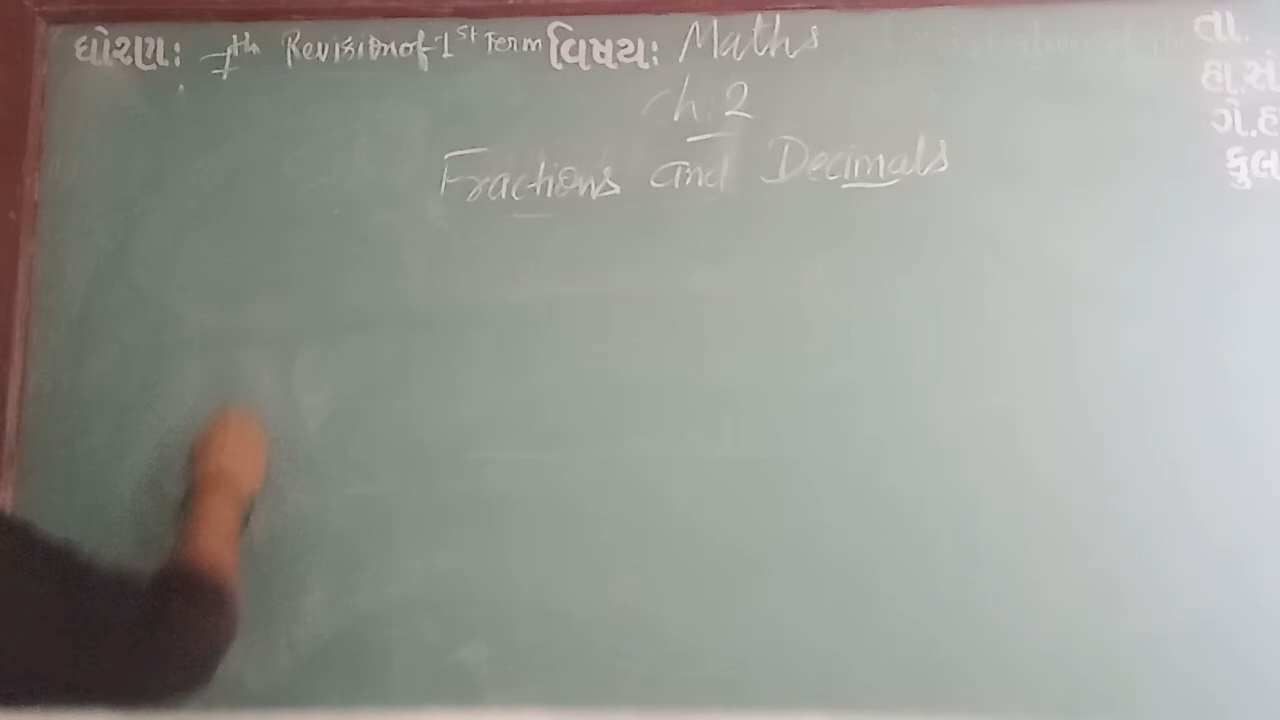 ધોરણ: 7th Revision of 1st Term વિષય: Maths
Ch: 2
Fractions and Decimals
તા.
હા.સં
ગે.હ
કુલ